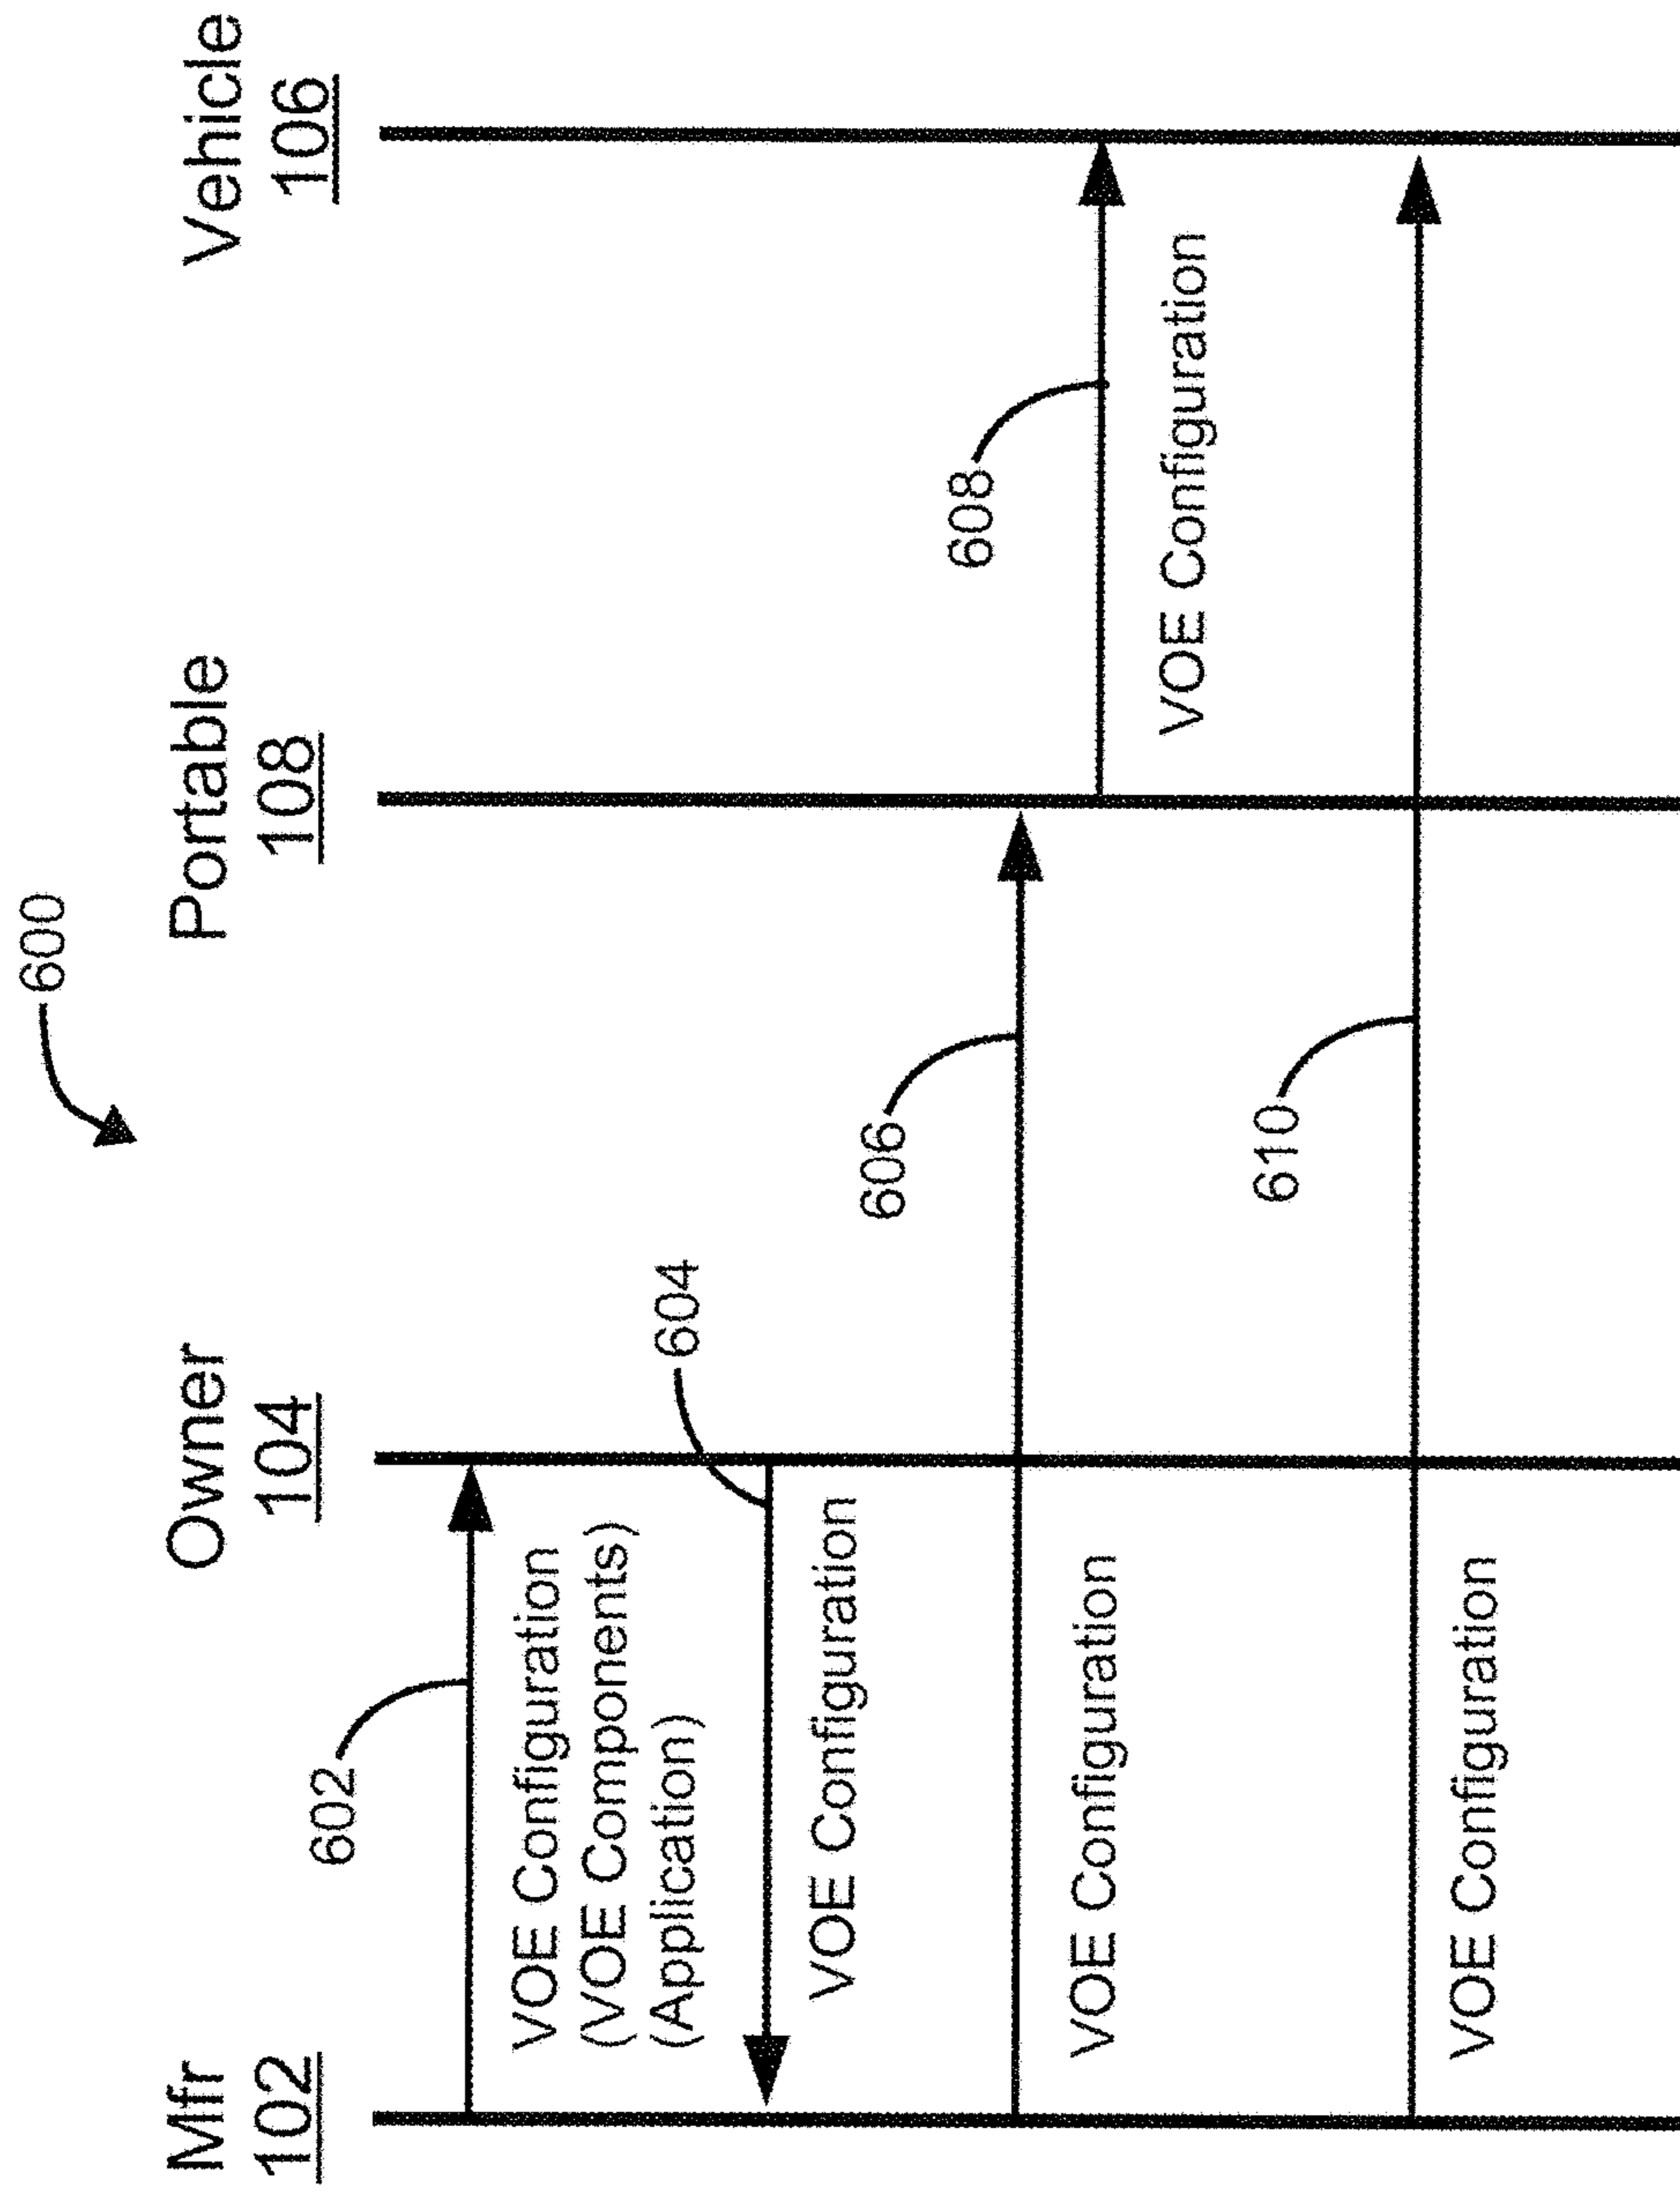 600
Mfr
102
Owner
104
Portable
108
Vehicle
106
602
VOE Configuration
(VOE Components)
(Application)
604
VOE Configuration
606
VOE Configuration
608
VOE Configuration
610
VOE Configuration